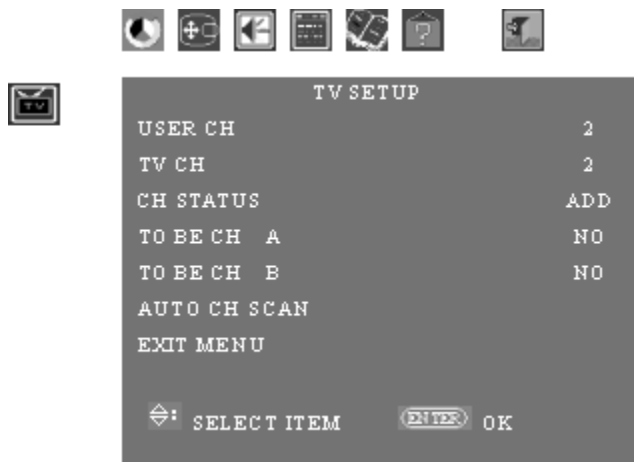 ?
TV
TV SETUP
USER CH 2
TV CH 2
CH STATUS ADD
TO BE CH A NO
TO BE CH B NO
AUTO CH SCAN
EXIT MENU
: SELECT ITEM ENTER OK